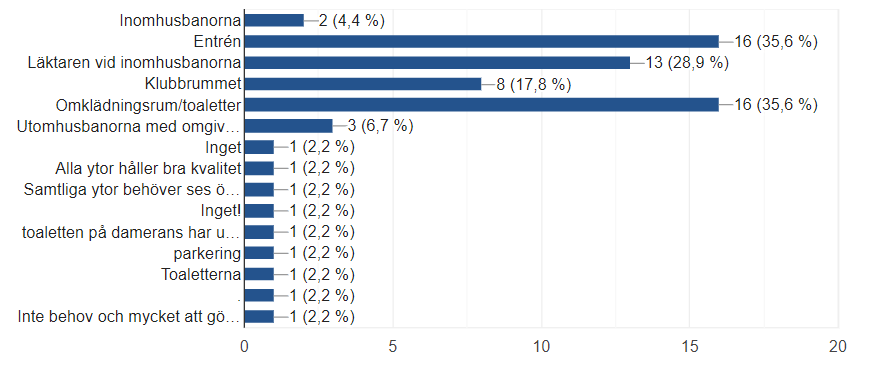 Inomhusbanorna 2 (4,4 %)
Entrén 16 (35,6 %)
Läktaren vid inomhusbanorna 13 (28,9 %)
Klubbrummet 8 (17,8 %)
Omklädningsrum/toaletter 16 (35,6 %)
Utomhusbanorna med omgiv… 3 (6,7 %)
Inget 1 (2,2 %)
Alla ytor håller bra kvalitet 1 (2,2 %)
Samtliga ytor behöver ses ö… 1 (2,2 %)
Inget! 1 (2,2 %)
toaletten på damerans har u… 1 (2,2 %)
parkering 1 (2,2 %)
Toaletterna 1 (2,2 %)
. 1 (2,2 %)
Inte behov och mycket att gö… 1 (2,2 %)
0 5 10 15 20